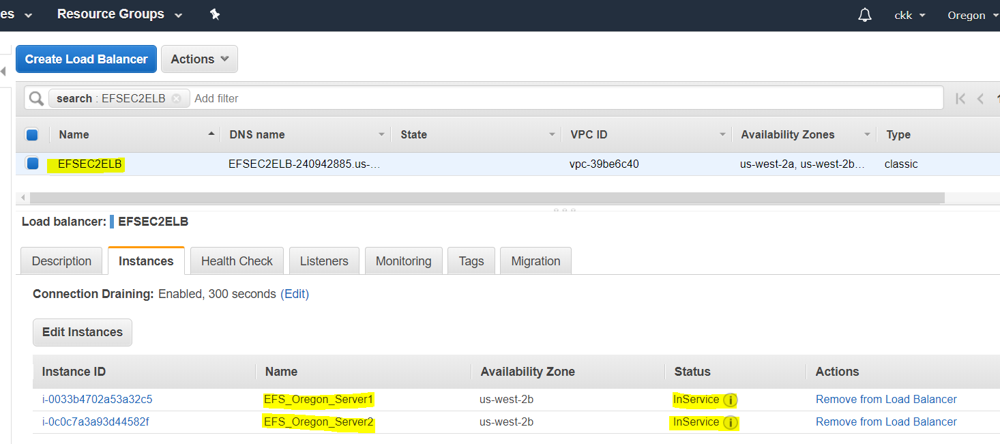 es Resource Groups ckk Oregon
Create Load Balancer Actions
search : EFSEC2ELB Add filter
Name DNS name State VPC ID Availability Zones Type
EFSEC2ELB EFSEC2ELB-240942885.us-... vpc-39be6c40 us-west-2a, us-west-2b... classic
Load balancer: EFSEC2ELB
Description Instances Health Check Listeners Monitoring Tags Migration
Connection Draining: Enabled, 300 seconds (Edit)
Edit Instances
Instance ID Name Availability Zone Status Actions
i-0033b4702a53a32c5 EFS_Oregon_Server1 us-west-2b InService i Remove from Load Balancer
i-0c0c7a3a93d44582f EFS_Oregon_Server2 us-west-2b InService i Remove from Load Balancer